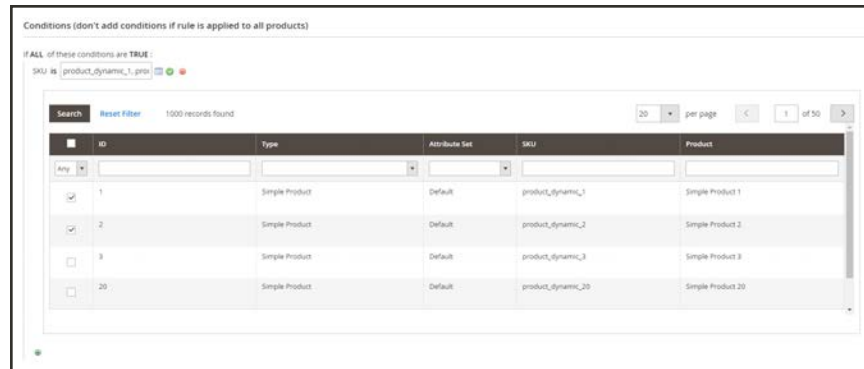 Conditions (don't add conditions if rule is applied to all products)
If ALL of these conditions are TRUE :
SKU is product_dynamic_1, proc
Search Reset Filter 1000 records found 20 per page 1 of 50
ID Type Attribute Set SKU Product
Any
1 Simple Product Default product_dynamic_1 Simple Product 1
2 Simple Product Default product_dynamic_2 Simple Product 2
3 Simple Product Default product_dynamic_3 Simple Product 3
20 Simple Product Default product_dynamic_20 Simple Product 20